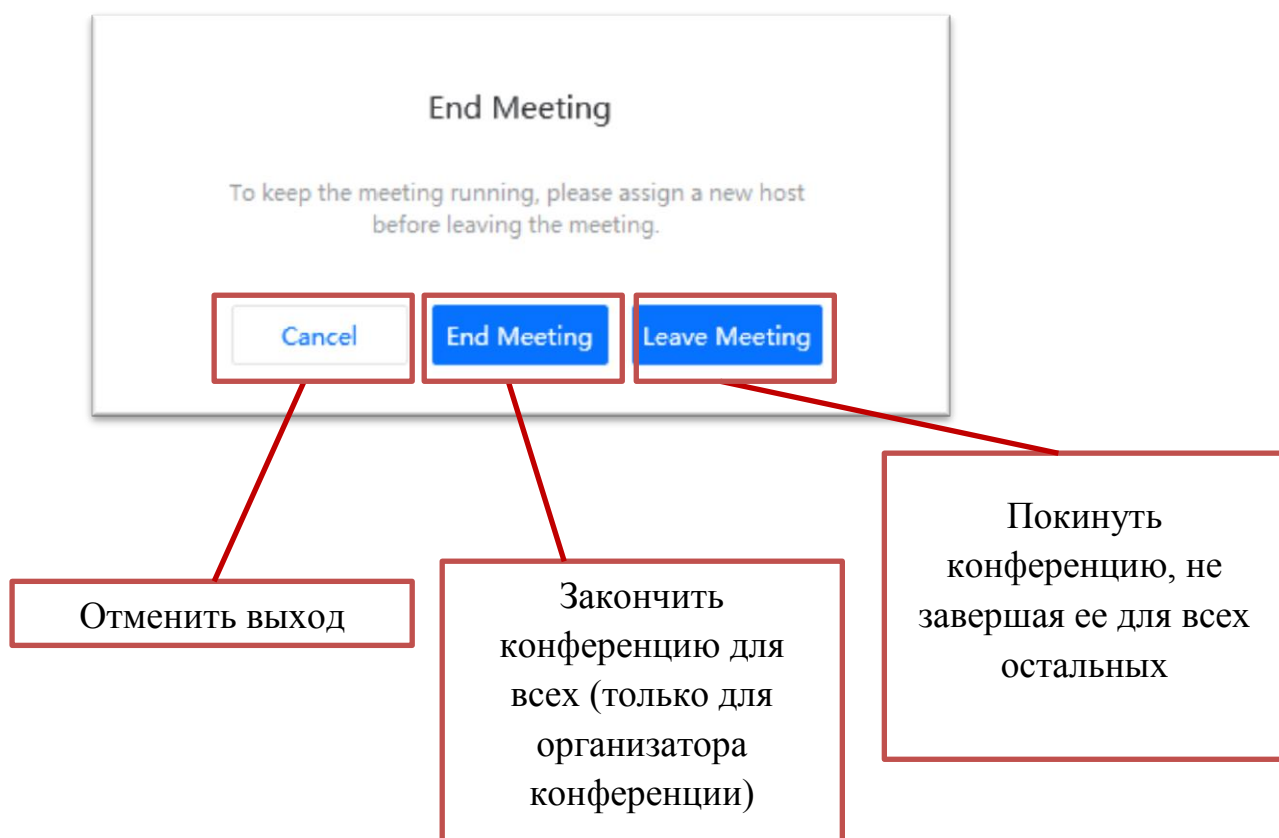 End Meeting
To keep the meeting running, please assign a new host
before leaving the meeting.
Cancel
End Meeting
Leave Meeting
Отменить выход
Закончить
конференцию для
всех (только для
организатора
конференции)
Покинуть
конференцию, не
завершая ее для всех
остальных